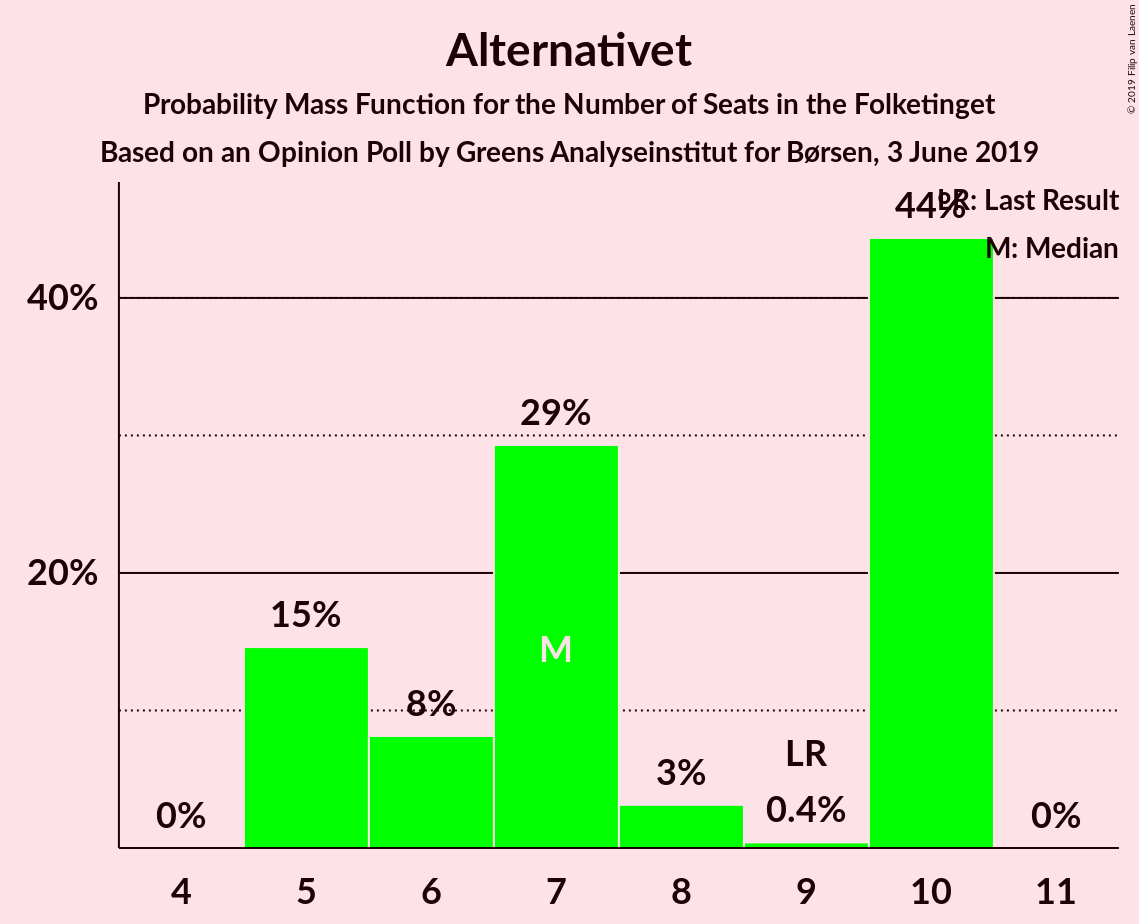 Alternativet
Probability Mass Function for the Number of Seats in the Folketinget
Based on an Opinion Poll by Greens Analyseinstitut for Børsen, 3 June 2019
© 2019 Filip van Laenen
LR: Last Result
M: Median
44%
40%
29%
20%
15%
M
8%
LR
3%
0.4%
0%
0%
4 5 6 7 8 9 10 11